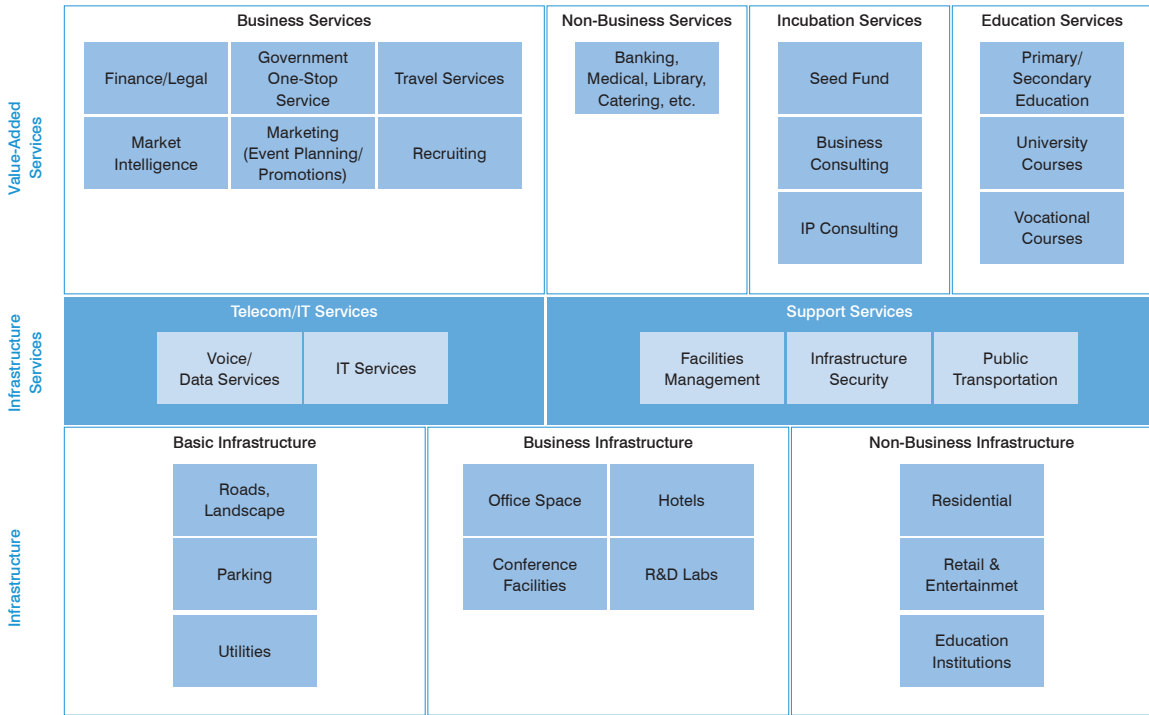 Value-Added
Services
Business Services
Finance/Legal
Government
One-Stop
Service
Travel Services
Market
Intelligence
Marketing
(Event Planning/
Promotions)
Recruiting
Non-Business Services
Banking,
Medical, Library,
Catering, etc.
Incubation Services
Seed Fund
Business
Consulting
IP Consulting
Education Services
Primary/
Secondary
Education
University
Courses
Vocational
Courses
Infrastructure
Services
Telecom/IT Services
Voice/
Data Services
IT Services
Support Services
Facilities
Management
Infrastructure
Security
Public
Transportation
Infrastructure
Basic Infrastructure
Roads,
Landscape
Parking
Utilities
Business Infrastructure
Office Space
Hotels
Conference
Facilities
R&D Labs
Non-Business Infrastructure
Residential
Retail &
Entertainmet
Education
Institutions